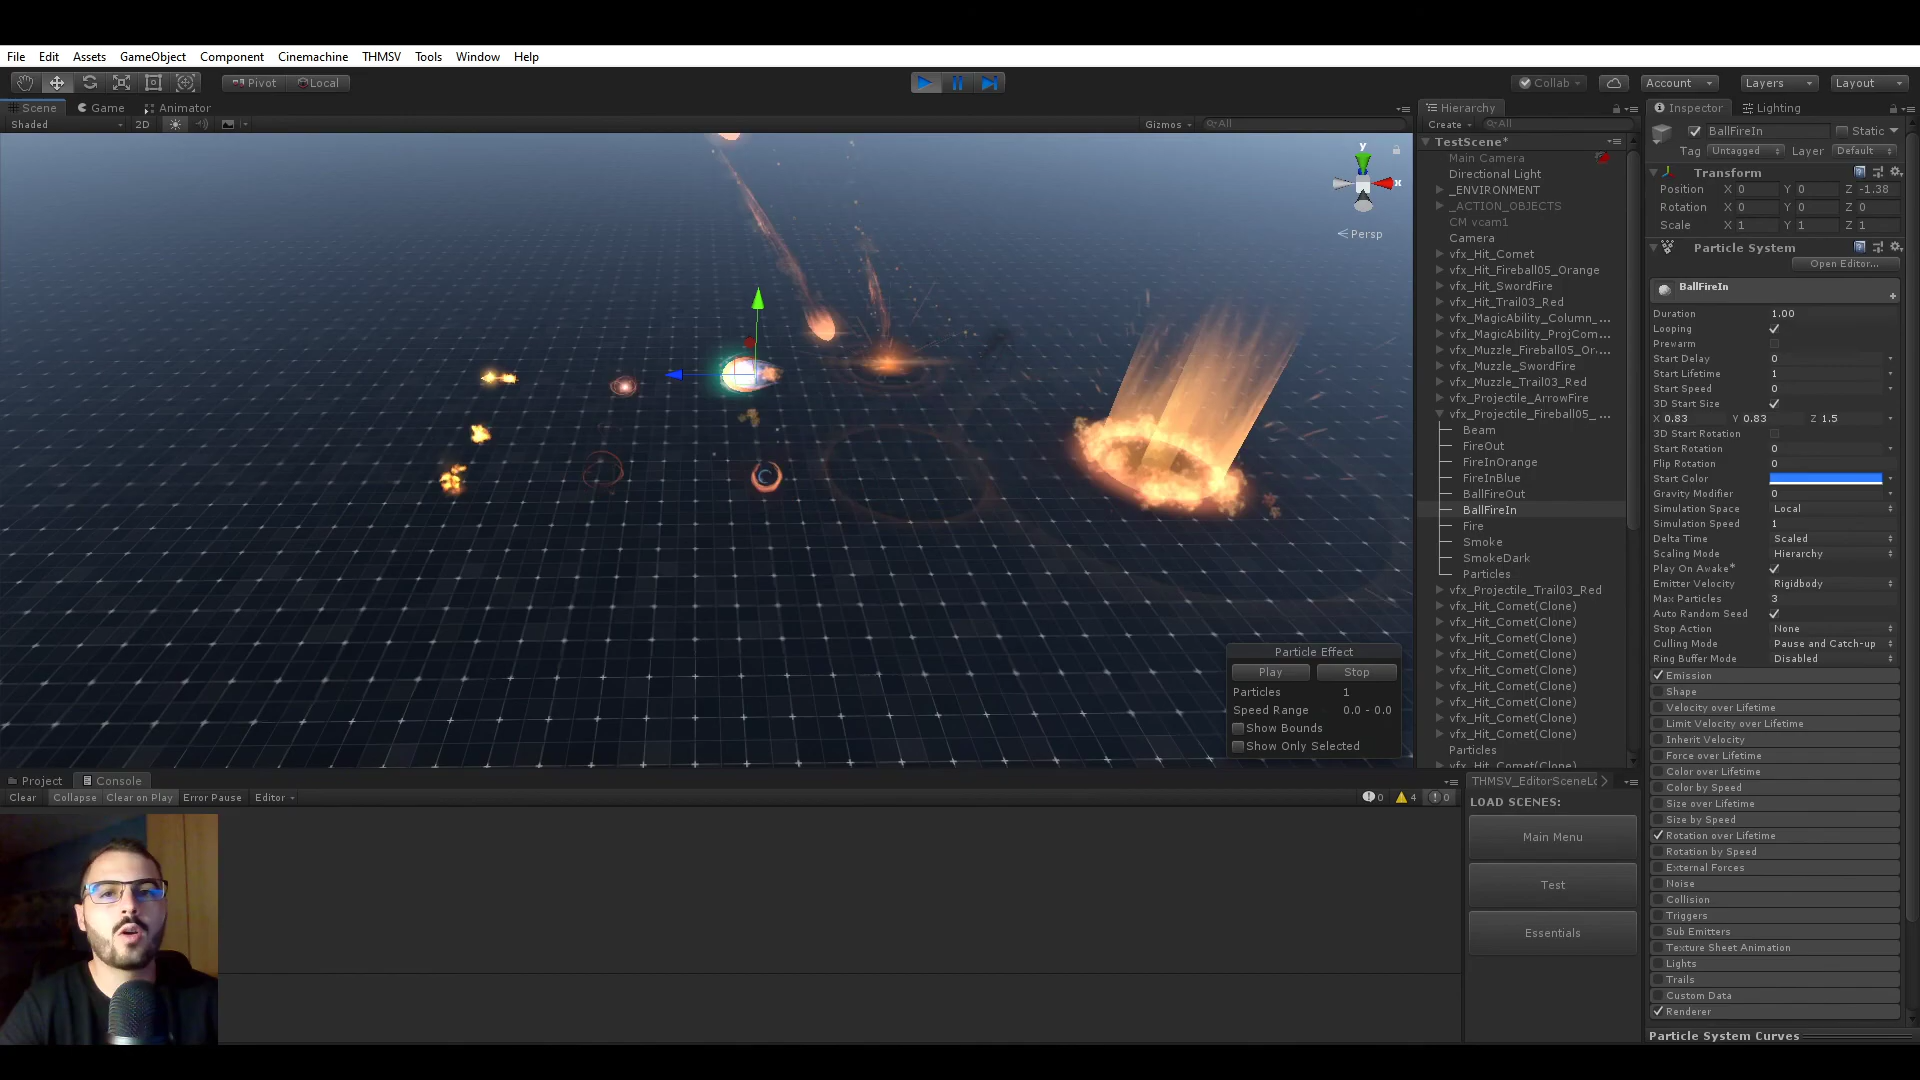 File Edit Assets GameObject Component Cinemachine THMSV Tools Window Help
Pivot Local
Collab Account Layers Layout
Scene Game Animator
Shaded 2D Gizmos All
y
x
Persp
Particle Effect
Play Stop
Particles 1
Speed Range 0.0 - 0.0
Show Bounds
Show Only Selected
Hierarchy
Create All
TestScene*
Main Camera
Directional Light
_ENVIRONMENT
_ACTION_OBJECTS
CM vcam1
Camera
vfx_Hit_Comet
vfx_Hit_Fireball05_Orange
vfx_Hit_SwordFire
vfx_Hit_Trail03_Red
vfx_MagicAbility_Column_...
vfx_MagicAbility_ProjCom...
vfx_Muzzle_Fireball05_Or...
vfx_Muzzle_SwordFire
vfx_Muzzle_Trail03_Red
vfx_Projectile_ArrowFire
vfx_Projectile_Fireball05_...
Beam
FireOut
FireInOrange
FireInBlue
BallFireOut
BallFireIn
Fire
Smoke
SmokeDark
Particles
vfx_Projectile_Trail03_Red
vfx_Hit_Comet(Clone)
vfx_Hit_Comet(Clone)
vfx_Hit_Comet(Clone)
vfx_Hit_Comet(Clone)
vfx_Hit_Comet(Clone)
vfx_Hit_Comet(Clone)
vfx_Hit_Comet(Clone)
vfx_Hit_Comet(Clone)
vfx_Hit_Comet(Clone)
Particles
vfx_Hit_Comet(Clone)
Inspector Lighting
BallFireIn Static
Tag Untagged Layer Default
Transform
Position X 0 Y 0 Z -1.38
Rotation X 0 Y 0 Z 0
Scale X 1 Y 1 Z 1
Particle System
Open Editor...
BallFireIn
Duration 1.00
Looping
Prewarm
Start Delay 0
Start Lifetime 1
Start Speed 0
3D Start Size
X 0.83 Y 0.83 Z 1.5
3D Start Rotation
Start Rotation 0
Flip Rotation 0
Start Color
Gravity Modifier 0
Simulation Space Local
Simulation Speed 1
Delta Time Scaled
Scaling Mode Hierarchy
Play On Awake*
Emitter Velocity Rigidbody
Max Particles 3
Auto Random Seed
Stop Action None
Culling Mode Pause and Catch-up
Ring Buffer Mode Disabled
Emission
Shape
Velocity over Lifetime
Limit Velocity over Lifetime
Inherit Velocity
Force over Lifetime
Color over Lifetime
Color by Speed
Size over Lifetime
Size by Speed
Rotation over Lifetime
Rotation by Speed
External Forces
Noise
Collision
Triggers
Sub Emitters
Texture Sheet Animation
Lights
Trails
Custom Data
Renderer
Particle System Curves
Project Console
Clear Collapse Clear on Play Error Pause Editor 0 4 0
THMSV_EditorSceneLo
LOAD SCENES:
Main Menu
Test
Essentials